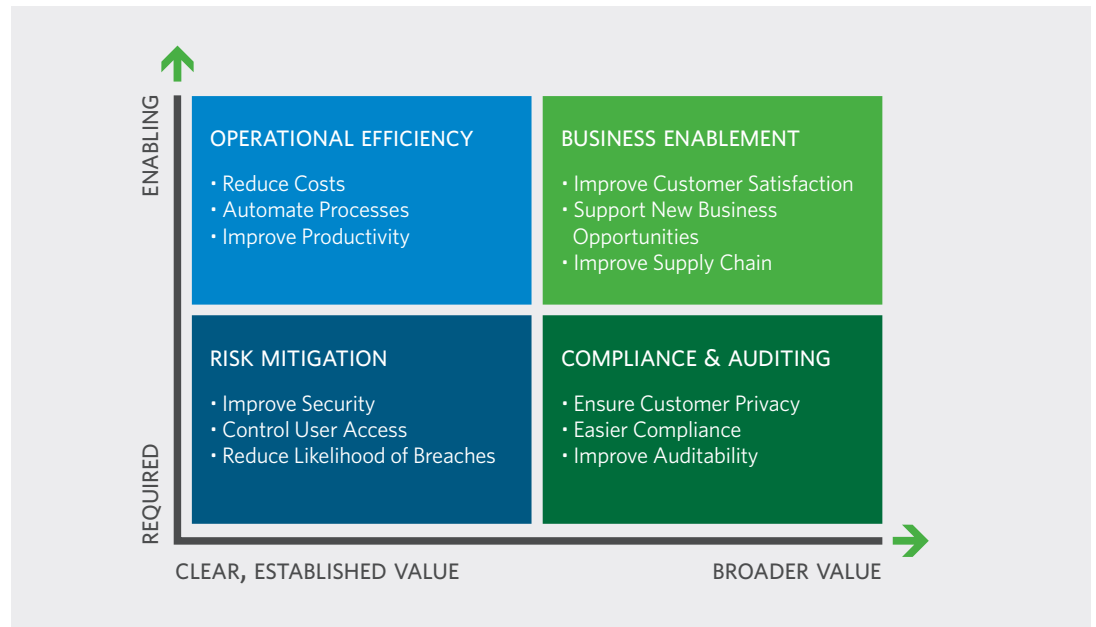 ENABLING
OPERATIONAL EFFICIENCY
· Reduce Costs
· Automate Processes
· Improve Productivity
BUSINESS ENABLEMENT
· Improve Customer Satisfaction
· Support New Business
Opportunities
· Improve Supply Chain
REQUIRED
RISK MITIGATION
· Improve Security
· Control User Access
· Reduce Likelihood of Breaches
COMPLIANCE & AUDITING
· Ensure Customer Privacy
· Easier Compliance
· Improve Auditability
CLEAR, ESTABLISHED VALUE
BROADER VALUE